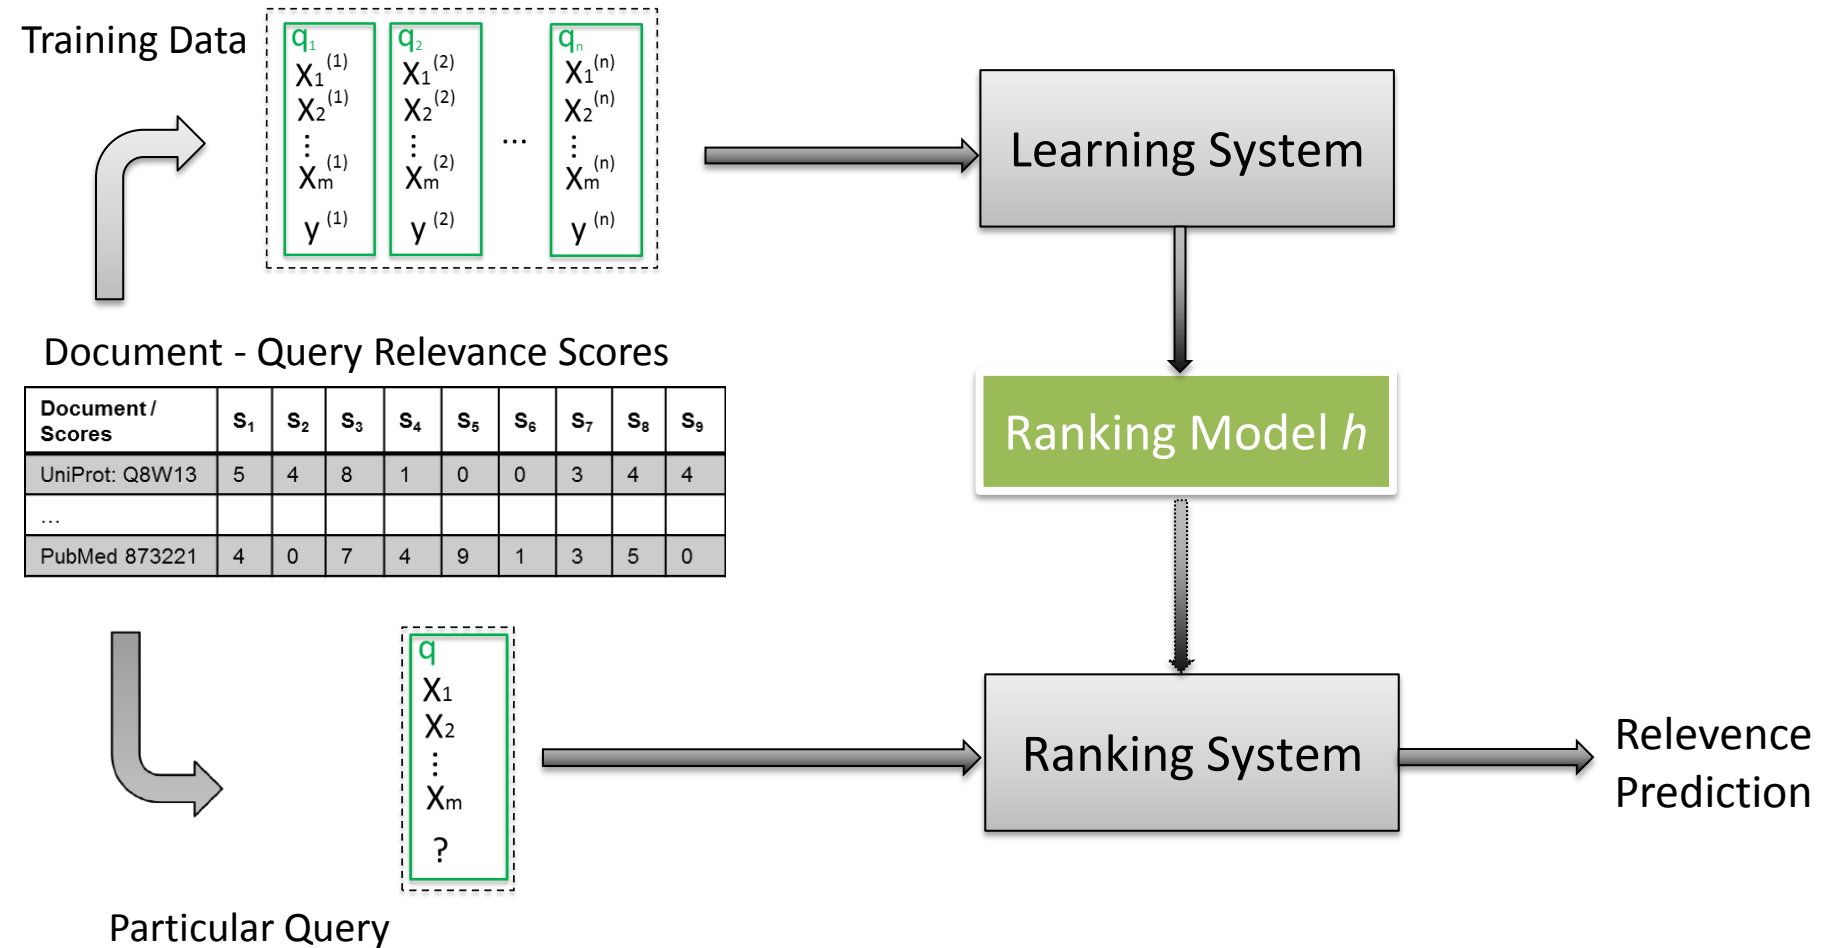 Training Data
q1 q2 qn
X1(1) X1(2) X1(n)
X2(1) X2(2) X2(n)
⋮ ⋮ ... ⋮
Xm(1) Xm(2) Xm(n)
y(1) y(2) y(n)
Learning System
Document - Query Relevance Scores
Document / Scores S1 S2 S3 S4 S5 S6 S7 S8 S9
UniProt: Q8W13 5 4 8 1 0 0 3 4 4
...
PubMed 873221 4 0 7 4 9 1 3 5 0
Ranking Model h
q
X1
X2
⋮
Xm
?
Particular Query
Ranking System
Relevence
Prediction